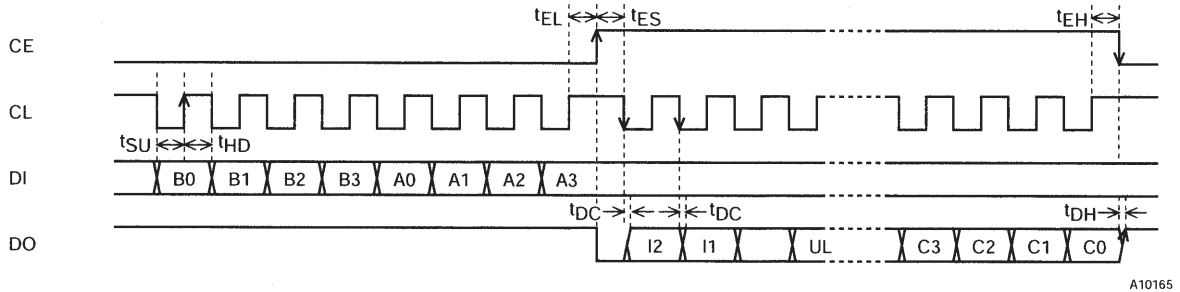 tEL tES tEH
CE
CL
tSU tHD
DI B0 B1 B2 B3 A0 A1 A2 A3
tDC tDC tDH
DO I2 I1 UL C3 C2 C1 C0
A10165